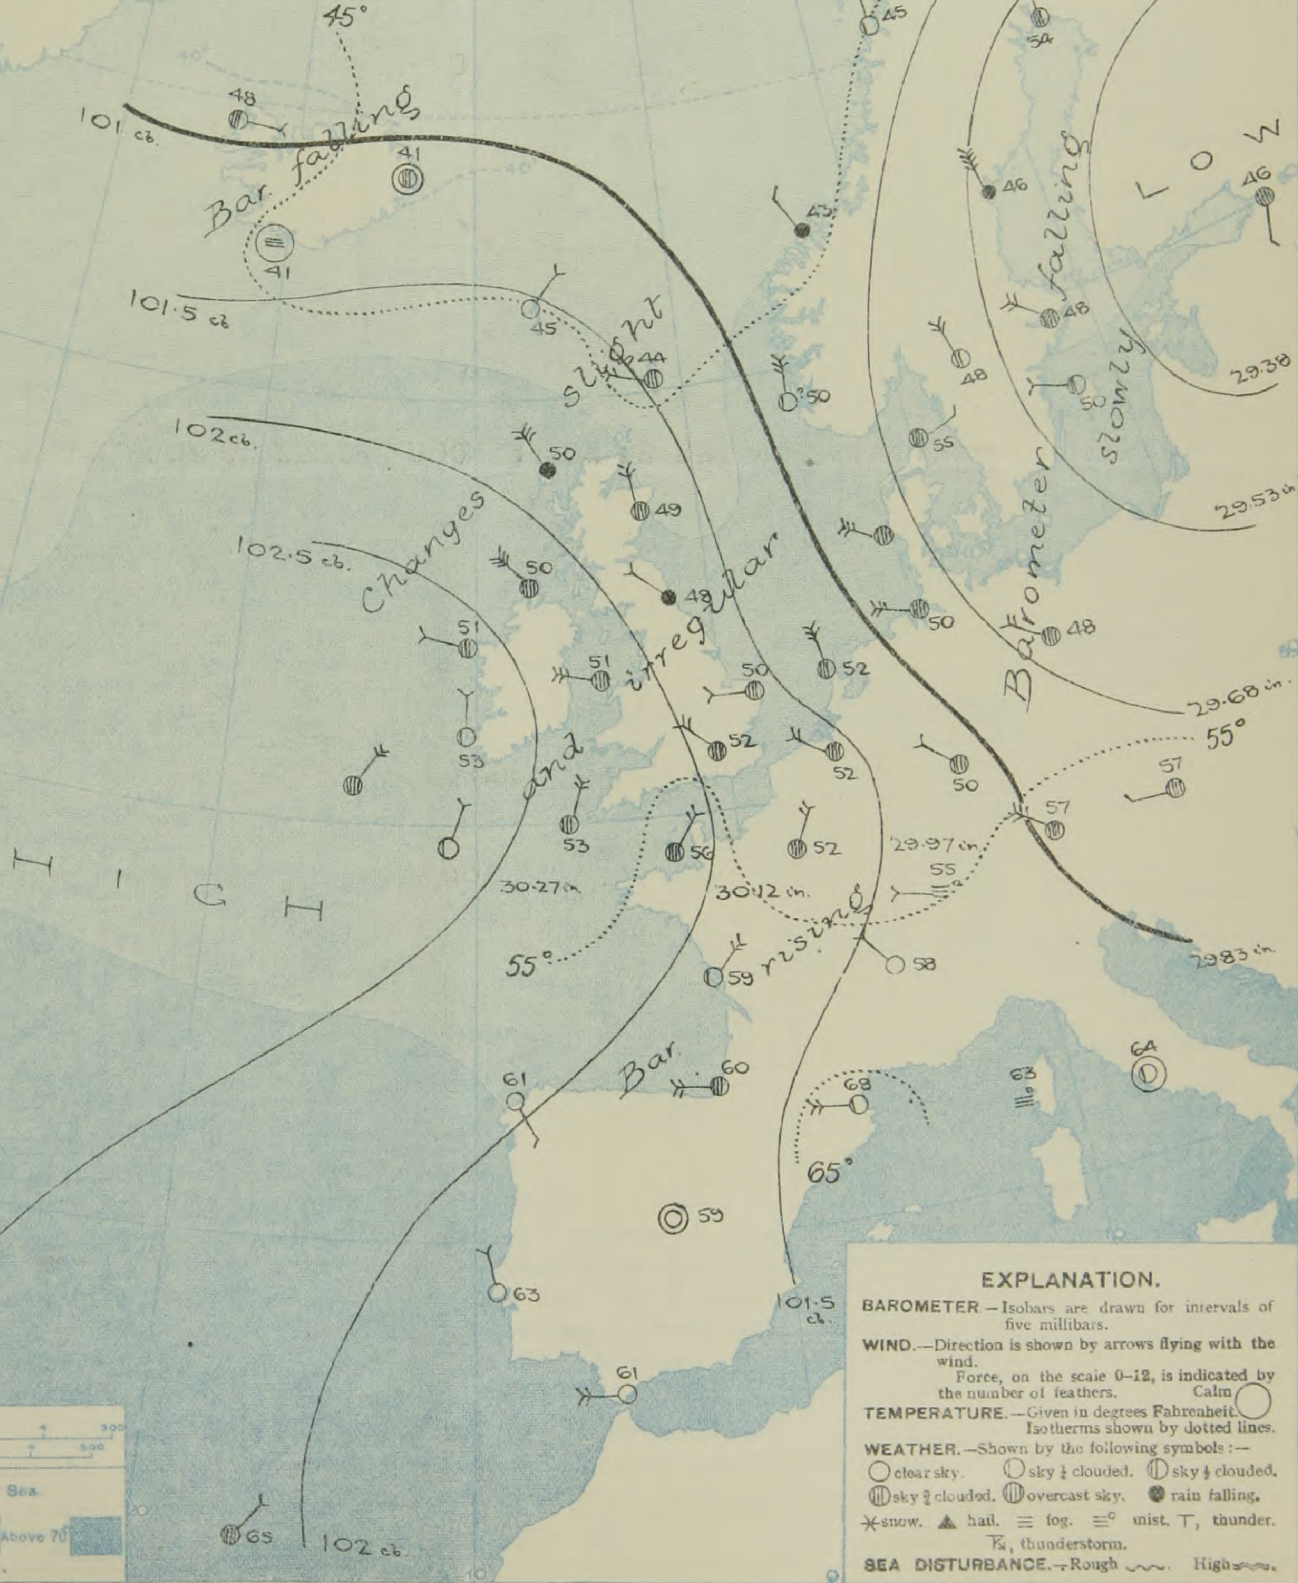 45°
45
54
48
101 cb.
Bar. falling
41
40
41
LOW
46
46
43
45
101.5 cb
slight
44
48
falling
48
50
slowly
29.38
50
55
102 cb.
50
49
Changes
29.53 in
102.5 cb.
50
48
irregular
50
Barometer
48
51
51
50
52
29.68 in.
55°
53
and
52
52
50
57
53
56
52
29.97 in.
57
55
HIGH
30.27 in
30.12 in.
55°
59
rising
58
29.83 in.
Bar.
61
60
68
63
64
65°
59
63
101.5
cb.
61
65
102 cb.
300
500
Sea.
Above 70°
20
10
0
EXPLANATION.
BAROMETER.—Isobars are drawn for intervals of
five millibars.
WIND.—Direction is shown by arrows flying with the
wind.
Force, on the scale 0–12, is indicated by
the number of feathers. Calm
TEMPERATURE.—Given in degrees Fahrenheit.
Isotherms shown by dotted lines.
WEATHER.—Shown by the following symbols:—
clear sky. sky ¼ clouded. sky ½ clouded.
sky ¾ clouded. overcast sky. rain falling.
snow. hail. fog. mist. T, thunder.
thunderstorm.
SEA DISTURBANCE.—Rough High